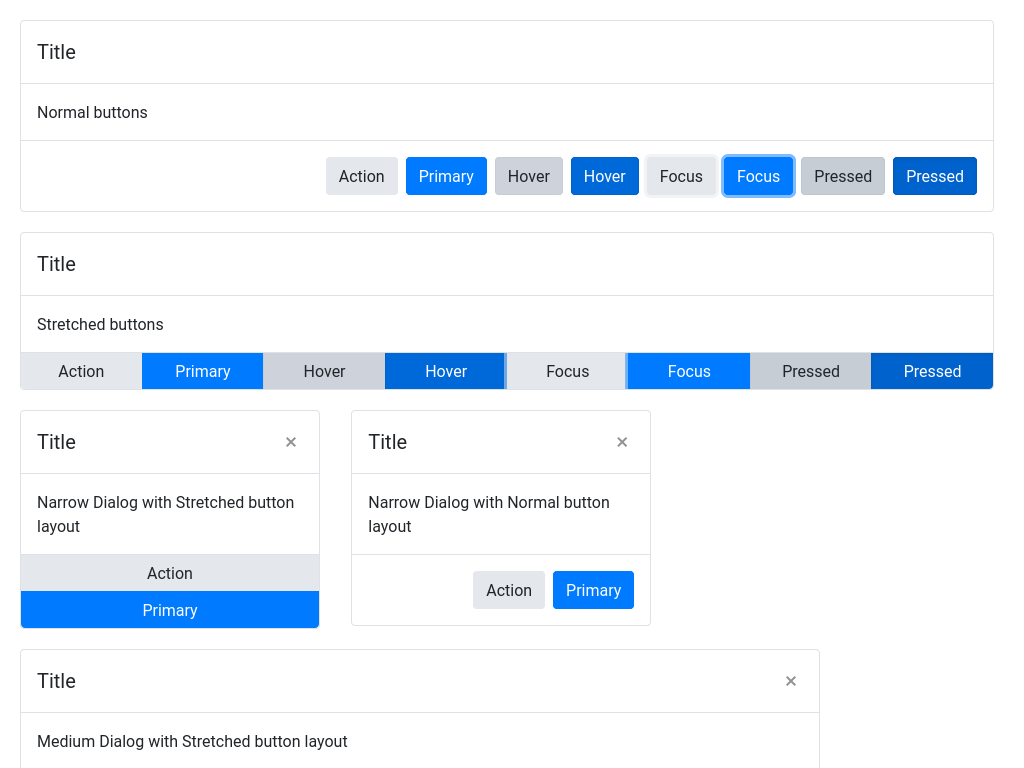 Title
Normal buttons
Action Primary Hover Hover Focus Focus Pressed Pressed
Title
Stretched buttons
Action Primary Hover Hover Focus Focus Pressed Pressed
Title ×
Narrow Dialog with Stretched button
layout
Action
Primary
Title ×
Narrow Dialog with Normal button
layout
Action Primary
Title ×
Medium Dialog with Stretched button layout